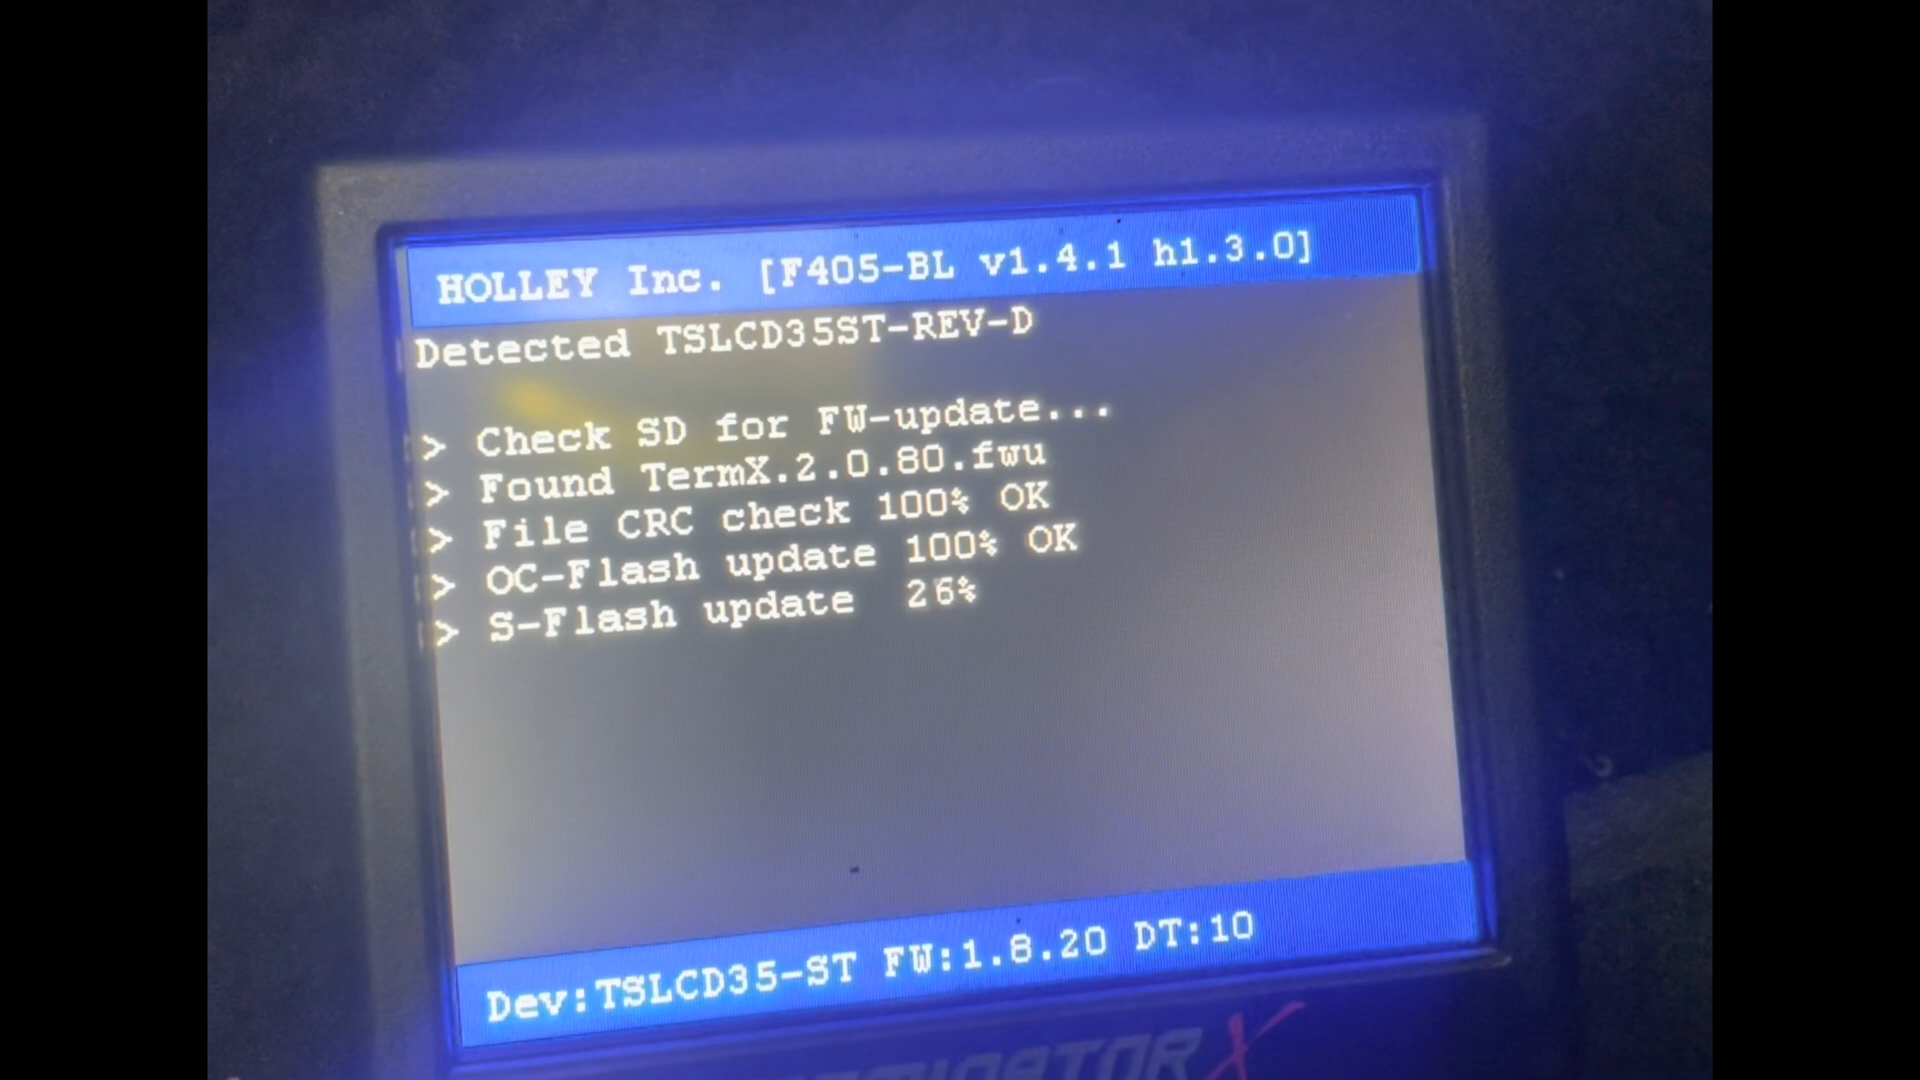 HOLLEY Inc. [F405-BL v1.4.1 h1.3.0]
Detected TSLCD35ST-REV-D
> Check SD for FW-update...
> Found TermX.2.0.80.fwu
> File CRC check 100% OK
> OC-Flash update 100% OK
> S-Flash update 26%
Dev:TSLCD35-ST FW:1.8.20 DT:10